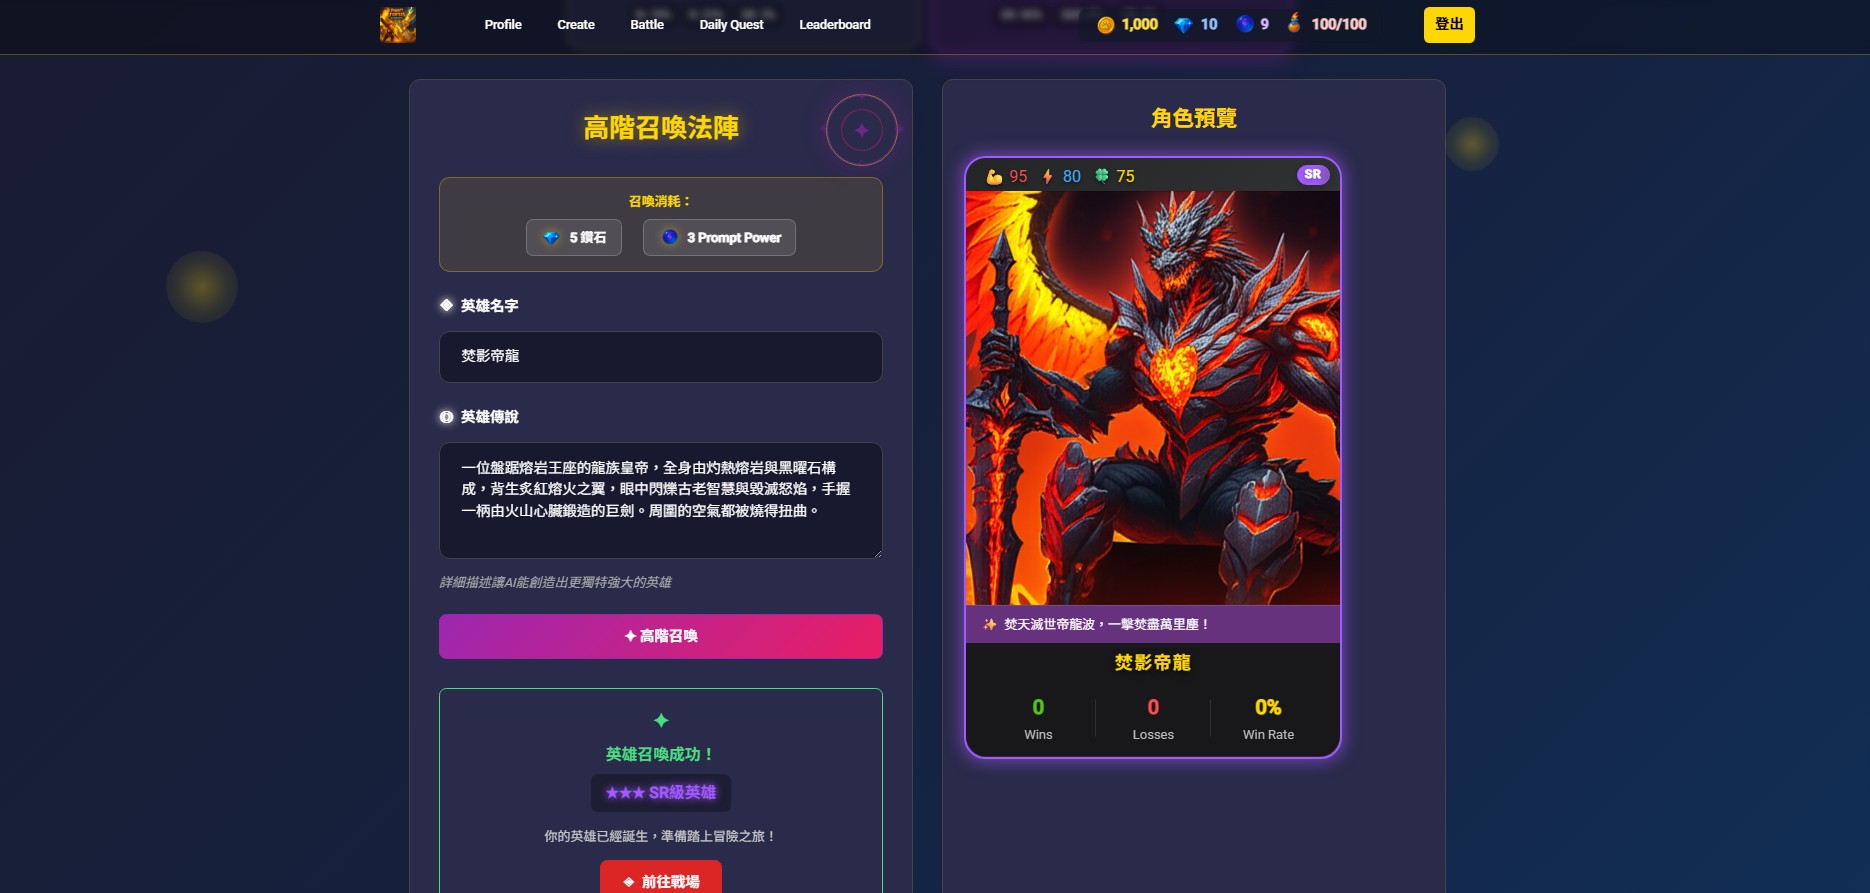 Profile
Create
Battle
Daily Quest
Leaderboard
1,000
10
9
100/100
登出
高階召喚法陣
召喚消耗：
5 鑽石
3 Prompt Power
英雄名字
焚影帝龍
英雄傳說
一位盤踞熔岩王座的龍族皇帝，全身由灼熱熔岩與黑曜石構
成，背生炙紅熔火之翼，眼中閃爍古老智慧與毀滅怒焰，手握
一柄由火山心臟鍛造的巨劍。周圍的空氣都被燒得扭曲。
詳細描述讓AI能創造出更獨特強大的英雄
✦ 高階召喚
英雄召喚成功！
★★★ SR級英雄
你的英雄已經誕生，準備踏上冒險之旅！
前往戰場
角色預覽
95
80
75
SR
焚天滅世帝龍波，一擊焚盡萬里塵！
焚影帝龍
0
0
0%
Wins
Losses
Win Rate